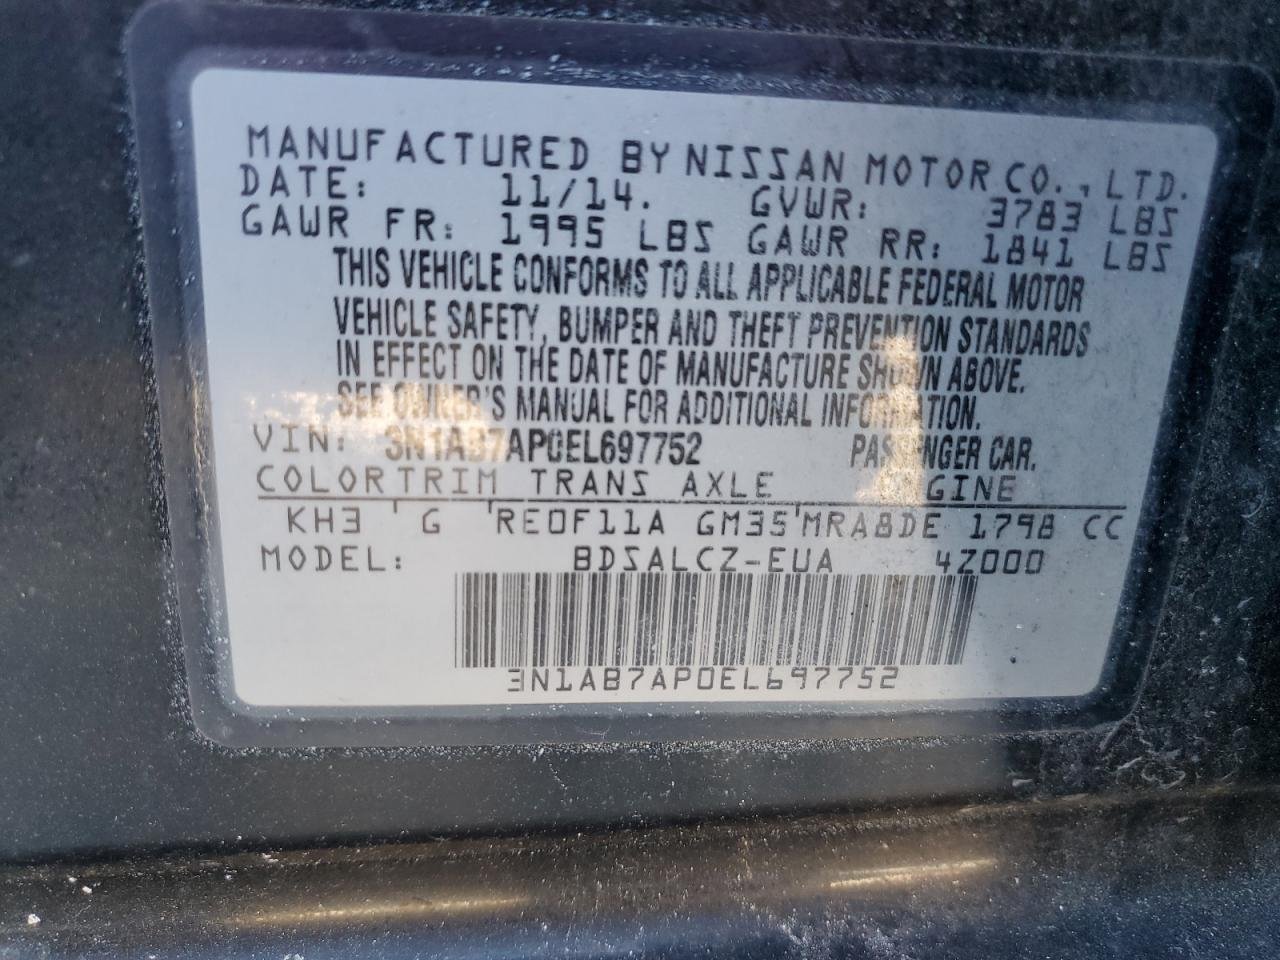 MANUFACTURED BY NISSAN MOTOR CO., LTD.
DATE: 11/14. GVWR: 3783 LBS
GAWR FR: 1995 LBS GAWR RR: 1841 LBS
THIS VEHICLE CONFORMS TO ALL APPLICABLE FEDERAL MOTOR
VEHICLE SAFETY, BUMPER AND THEFT PREVENTION STANDARDS
IN EFFECT ON THE DATE OF MANUFACTURE SHOWN ABOVE.
SEE OWNER'S MANUAL FOR ADDITIONAL INFORMATION.
VIN: 3N1AB7AP0EL697752 PASSENGER CAR.
COLOR TRIM TRANS AXLE ENGINE
KH3 ' G ' RE0F11A GM35 ' MRA8DE 1798 CC
MODEL: BDSALCZ-EUA 4Z000
3N1AB7AP0EL697752